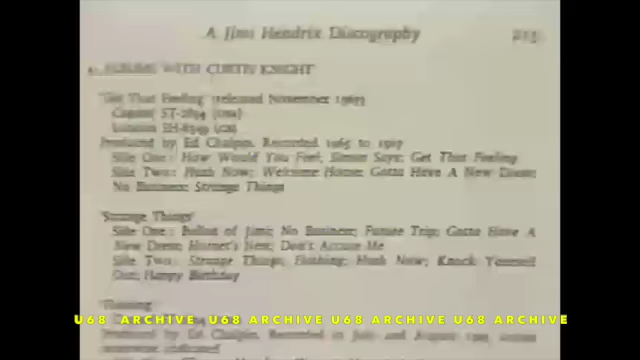 A Jimi Hendrix Discography 215
ALBUMS WITH CURTIS KNIGHT
'Get That Feeling' (released November 1967)
Capitol ST-2894 (USA)
London SH-8349 (UK)
Produced by Ed Chalpin. Recorded 1965 to 1967
Side One: How Would You Feel; Simon Says; Get That Feeling
Side Two: Hush Now; Welcome Home; Gotta Have A New Dress;
No Business; Strange Things
'Strange Things'
Side One: Ballad of Jimi; No Business; Future Trip; Gotta Have A
New Dress; Hornet's Nest; Don't Accuse Me
Side Two: Strange Things; Flashing; Hush Now; Knock Yourself
Out; Happy Birthday
'Flashing'
U68 ARCHIVE U68 ARCHIVE U68 ARCHIVE U68 ARCHIVE
Produced by Ed Chalpin. Recorded in July and August